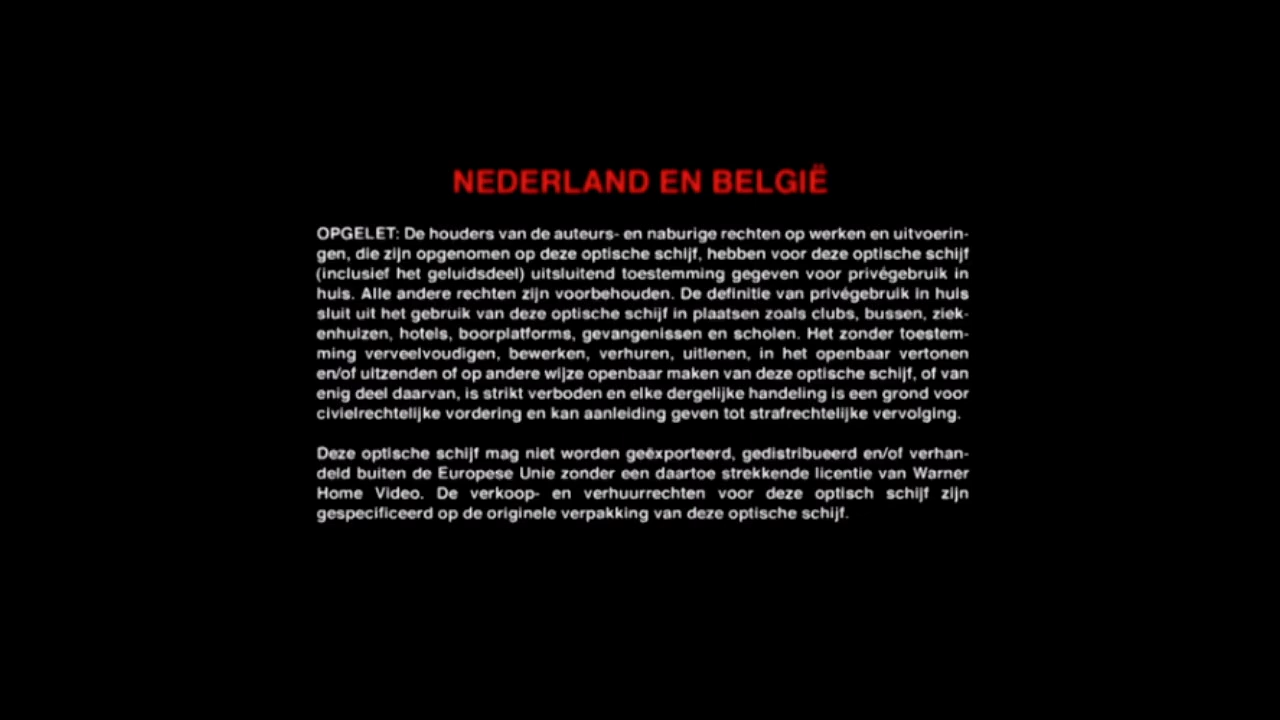 NEDERLAND EN BELGIË
OPGELET: De houders van de auteurs- en naburige rechten op werken en uitvoerin-
gen, die zijn opgenomen op deze optische schijf, hebben voor deze optische schijf
(inclusief het geluidsdeel) uitsluitend toestemming gegeven voor privégebruik in
huis. Alle andere rechten zijn voorbehouden. De definitie van privégebruik in huis
sluit uit het gebruik van deze optische schijf in plaatsen zoals clubs, bussen, ziek-
enhuizen, hotels, boorplatforms, gevangenissen en scholen. Het zonder toestem-
ming verveelvoudigen, bewerken, verhuren, uitlenen, in het openbaar vertonen
en/of uitzenden of op andere wijze openbaar maken van deze optische schijf, of van
enig deel daarvan, is strikt verboden en elke dergelijke handeling is een grond voor
civielrechtelijke vordering en kan aanleiding geven tot strafrechtelijke vervolging.
Deze optische schijf mag niet worden geëxporteerd, gedistribueerd en/of verhan-
deld buiten de Europese Unie zonder een daartoe strekkende licentie van Warner
Home Video. De verkoop- en verhuurrechten voor deze optisch schijf zijn
gespecificeerd op de originele verpakking van deze optische schijf.